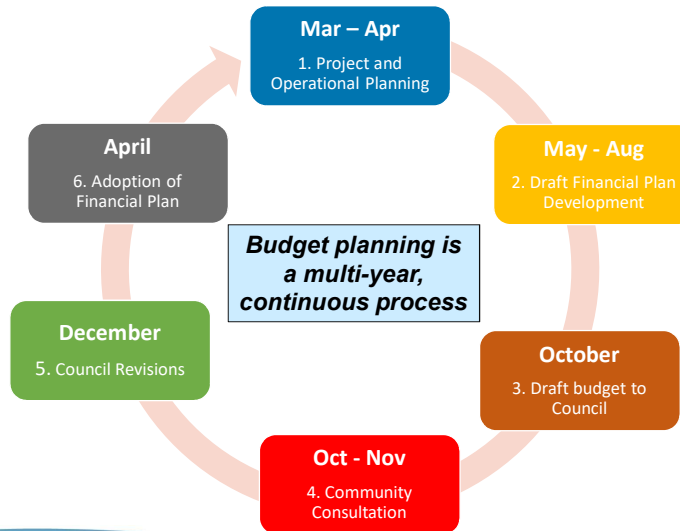 Mar – Apr
1. Project and
Operational Planning
May - Aug
2. Draft Financial Plan
Development
October
3. Draft budget to
Council
Oct - Nov
4. Community
Consultation
December
5. Council Revisions
April
6. Adoption of
Financial Plan
Budget planning is
a multi-year,
continuous process